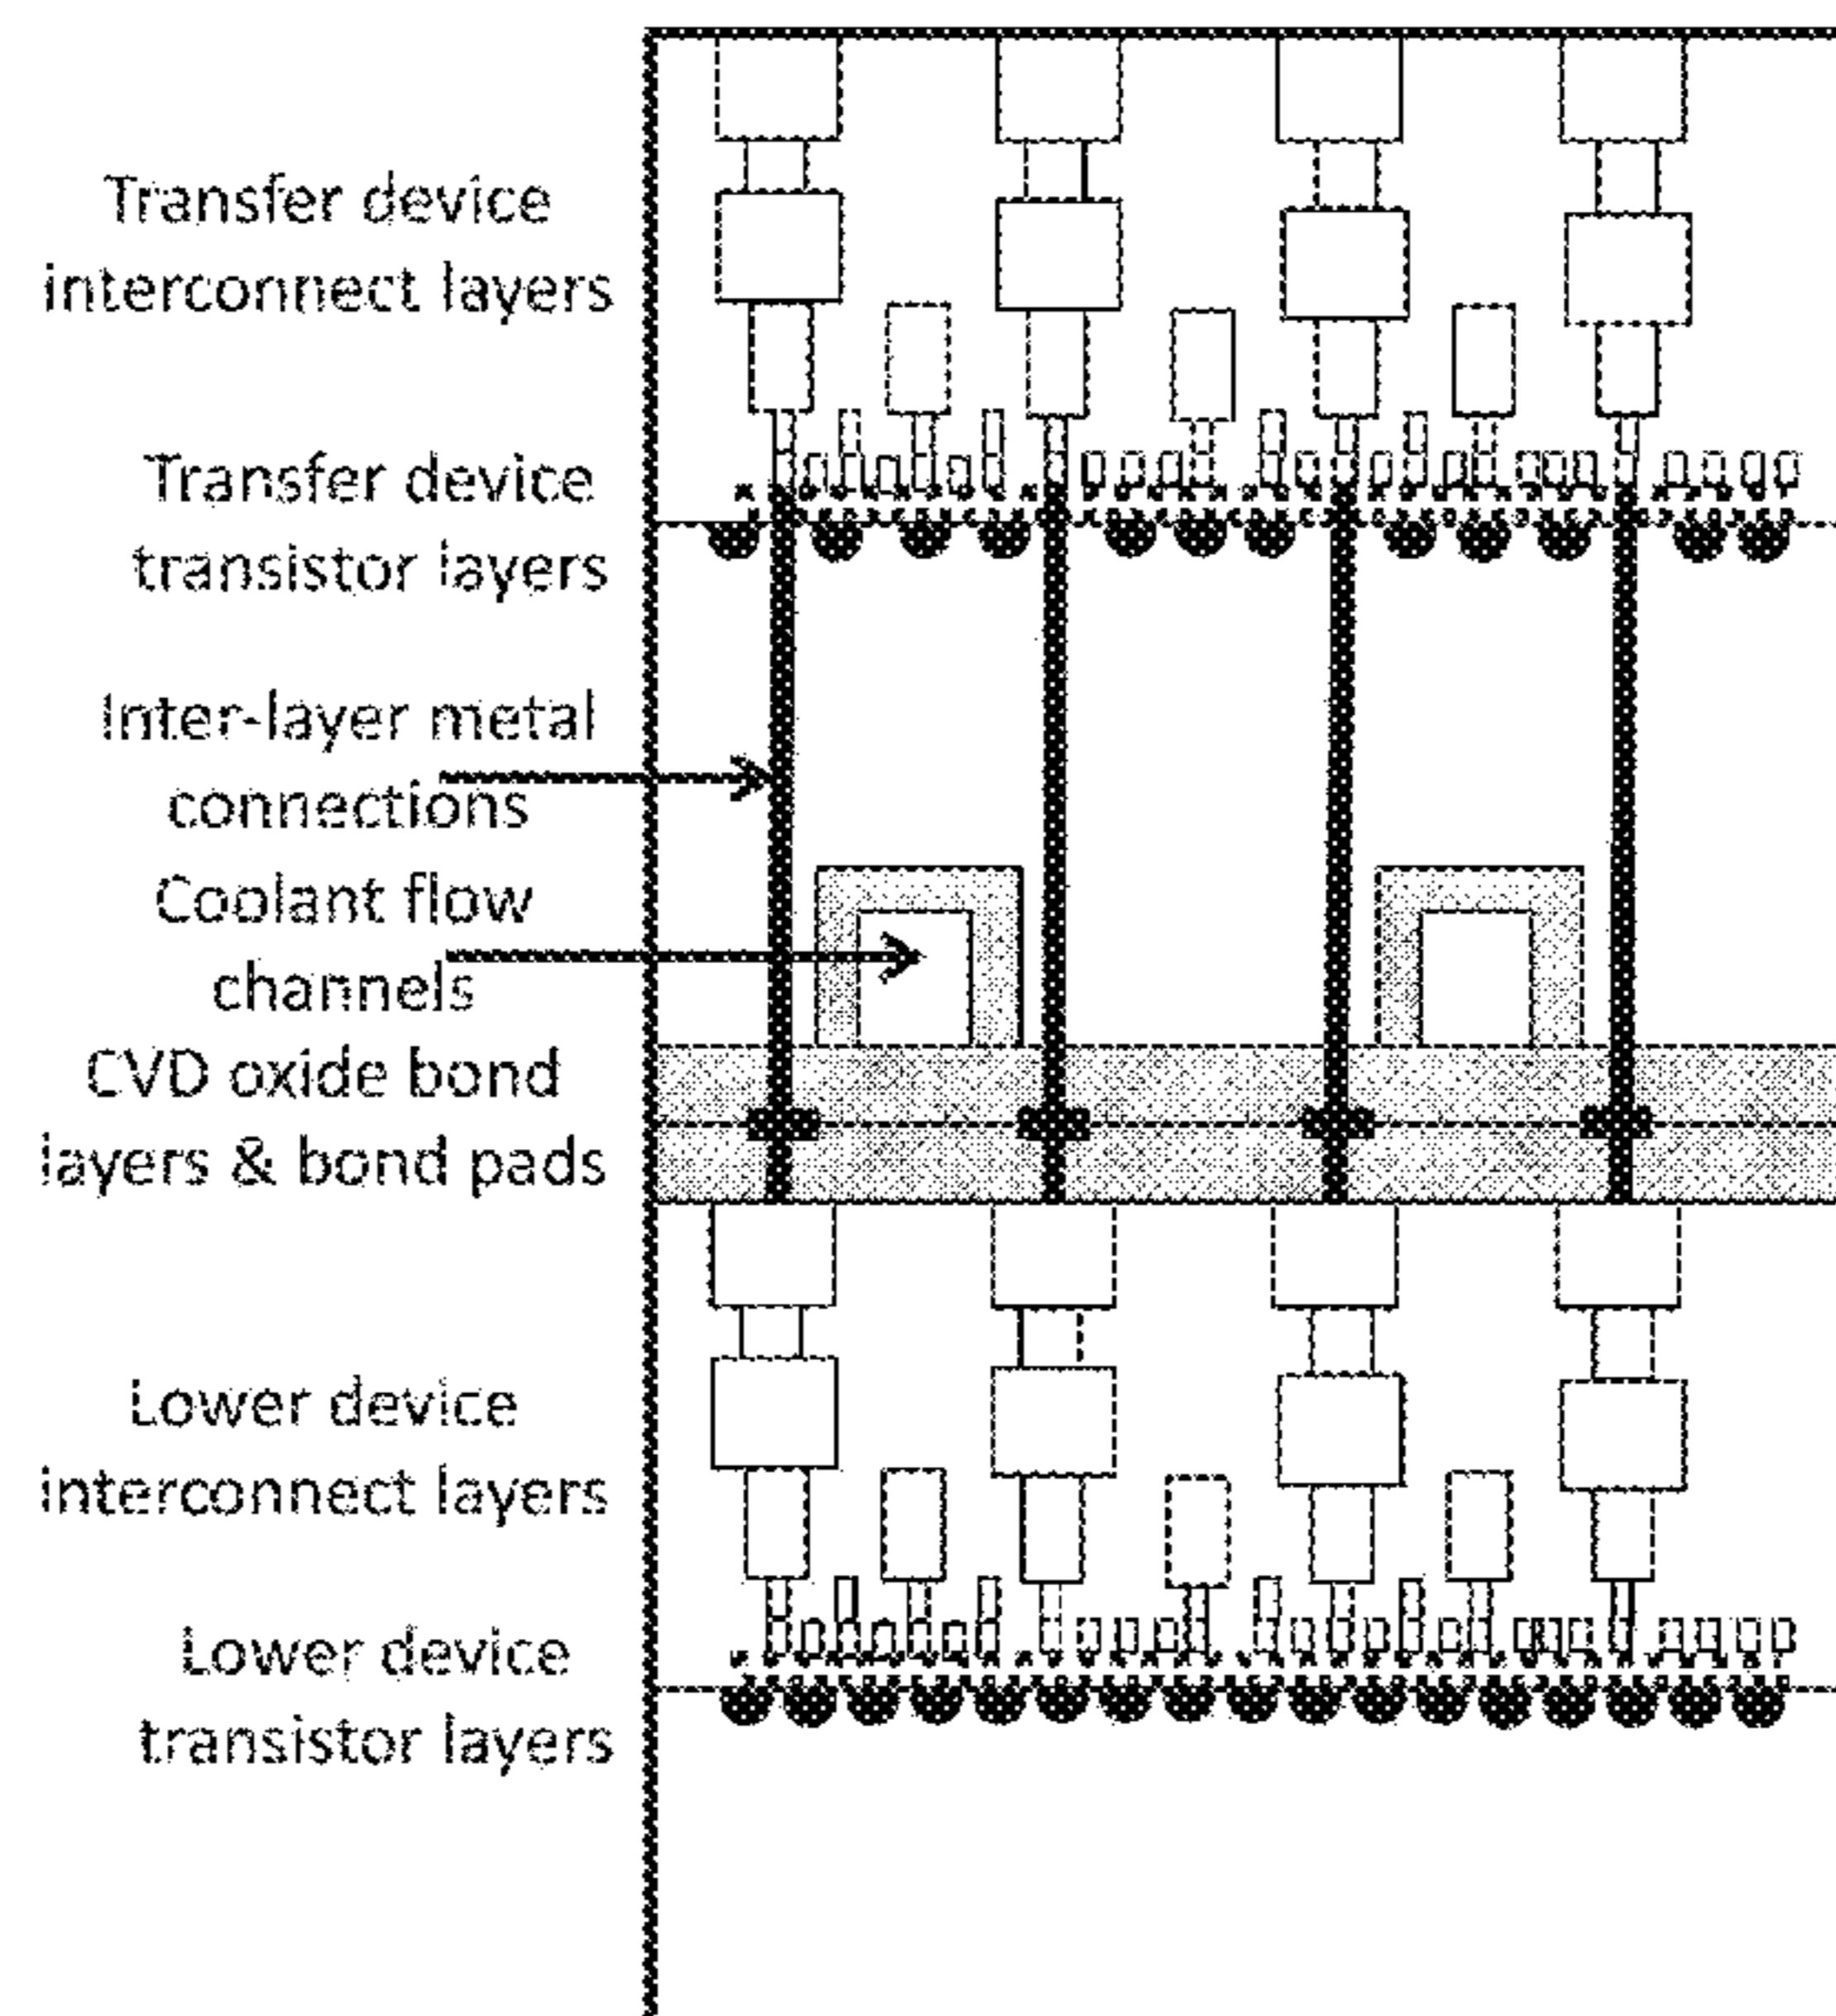 Transfer device
interconnect layers
Transfer device
transistor layers
Inter-layer metal
connections
Coolant flow
channels
CVD oxide bond
layers & bond pads
Lower device
interconnect layers
Lower device
transistor layers